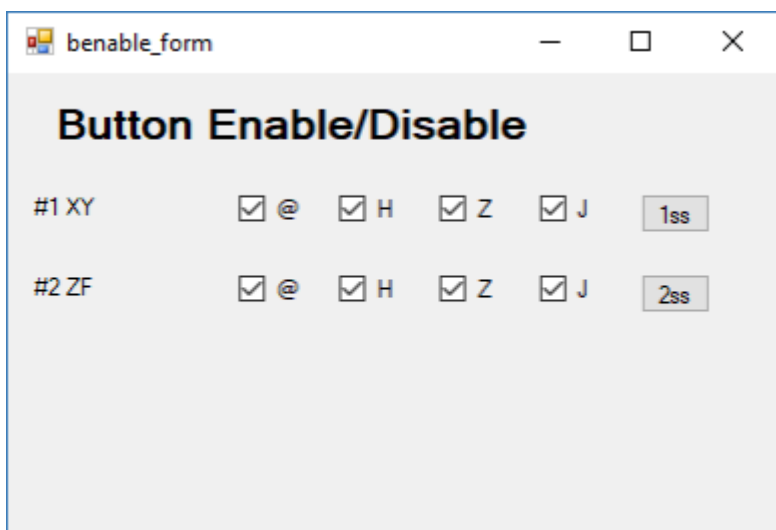 benable_form
Button Enable/Disable
#1 XY @ H Z J 1ss
#2 ZF @ H Z J 2ss